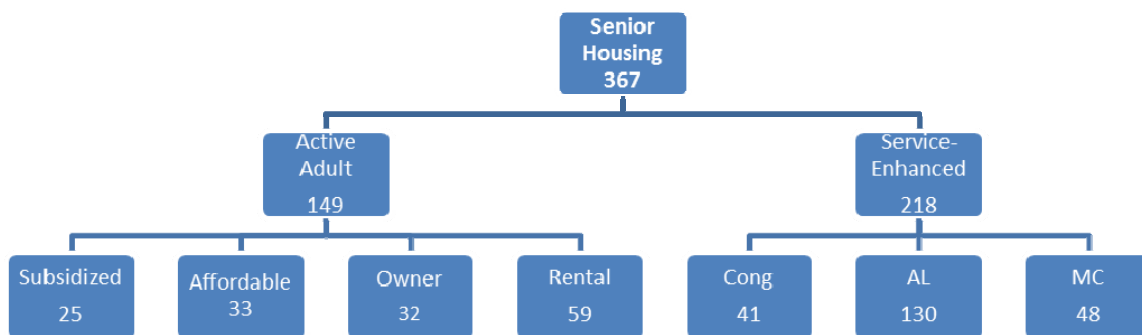 Senior
Housing
367
Active
Adult
149
Service-
Enhanced
218
Subsidized
25
Affordable
33
Owner
32
Rental
59
Cong
41
AL
130
MC
48